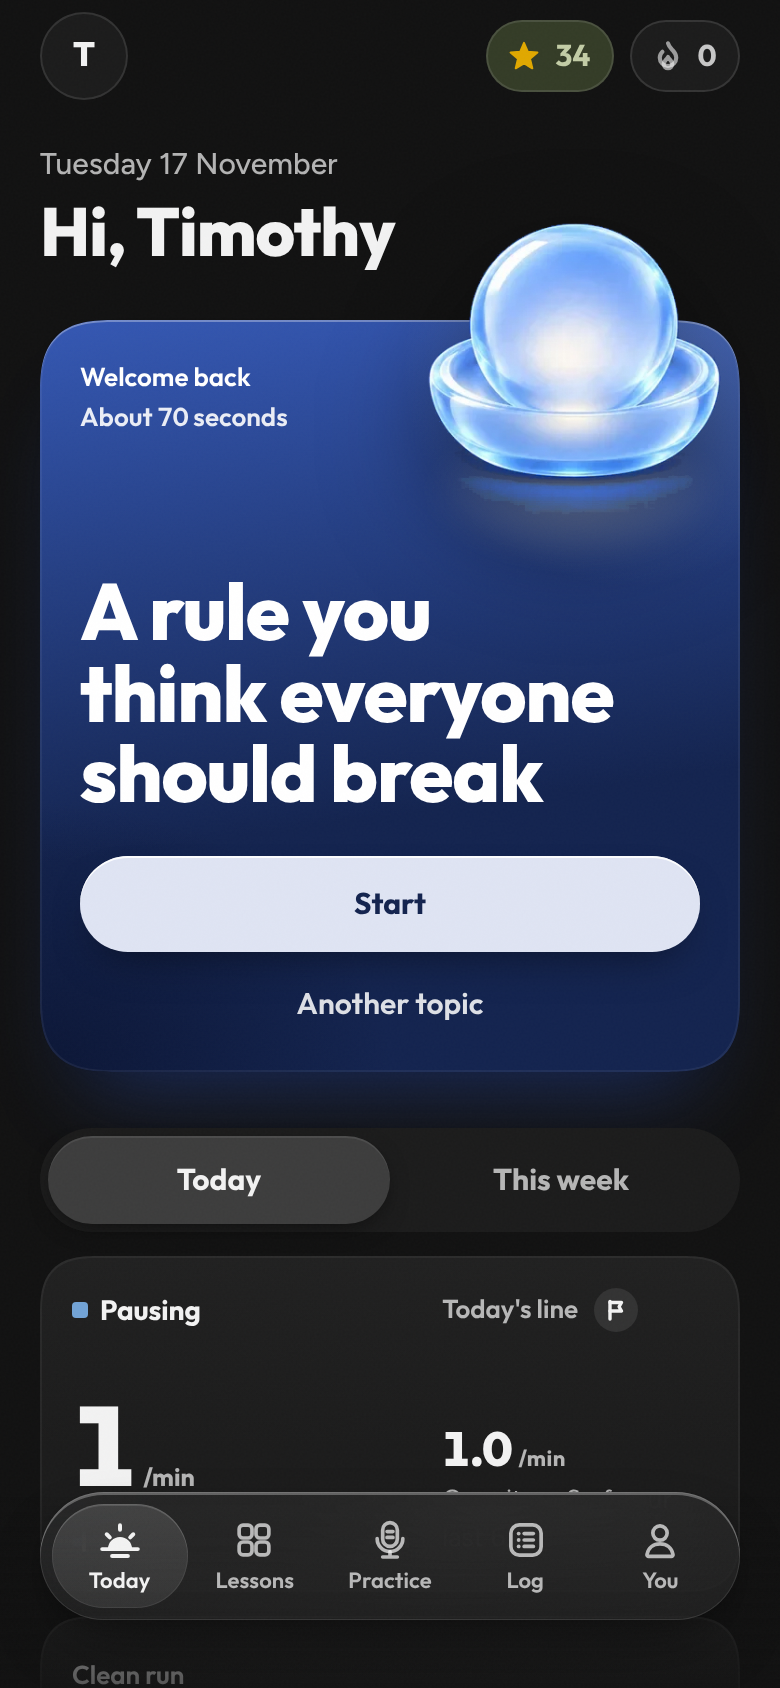 T
34
0
Tuesday 17 November
Hi, Timothy
Welcome back
About 70 seconds
A rule you
think everyone
should break
Start
Another topic
Today
This week
Pausing
Today's line
1 /min
1.0 /min
Today
Lessons
Practice
Log
You
Clean run